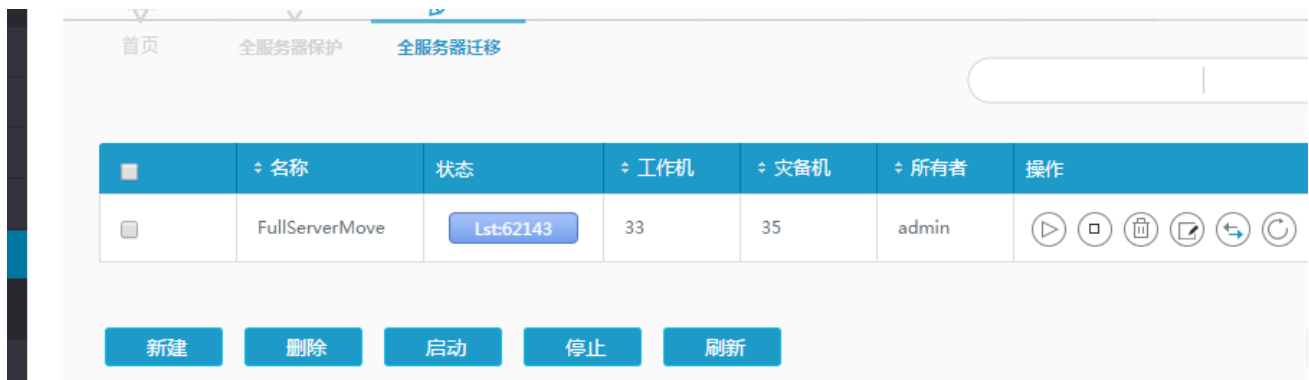 首页 全服务器保护 全服务器迁移
名称 状态 工作机 灾备机 所有者 操作
FullServerMove Lst:62143 33 35 admin
新建 删除 启动 停止 刷新